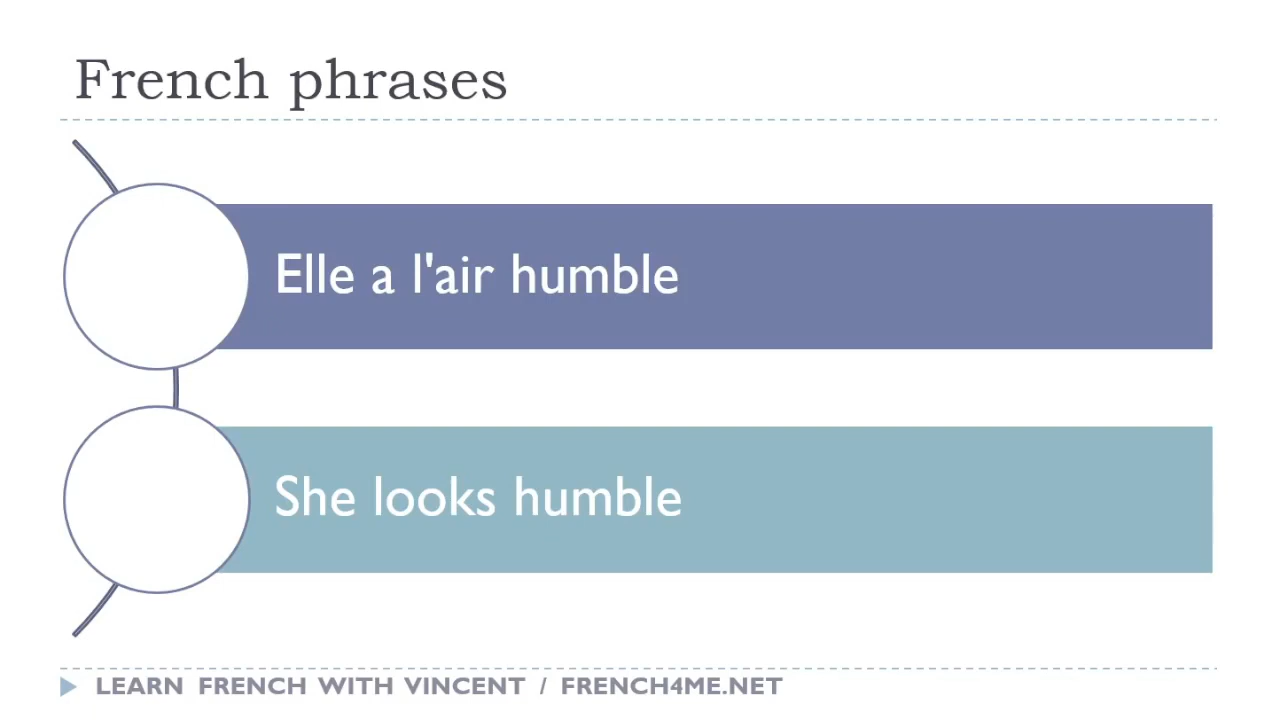 French phrases
Elle a l'air humble
She looks humble
LEARN FRENCH WITH VINCENT / FRENCH4ME.NET